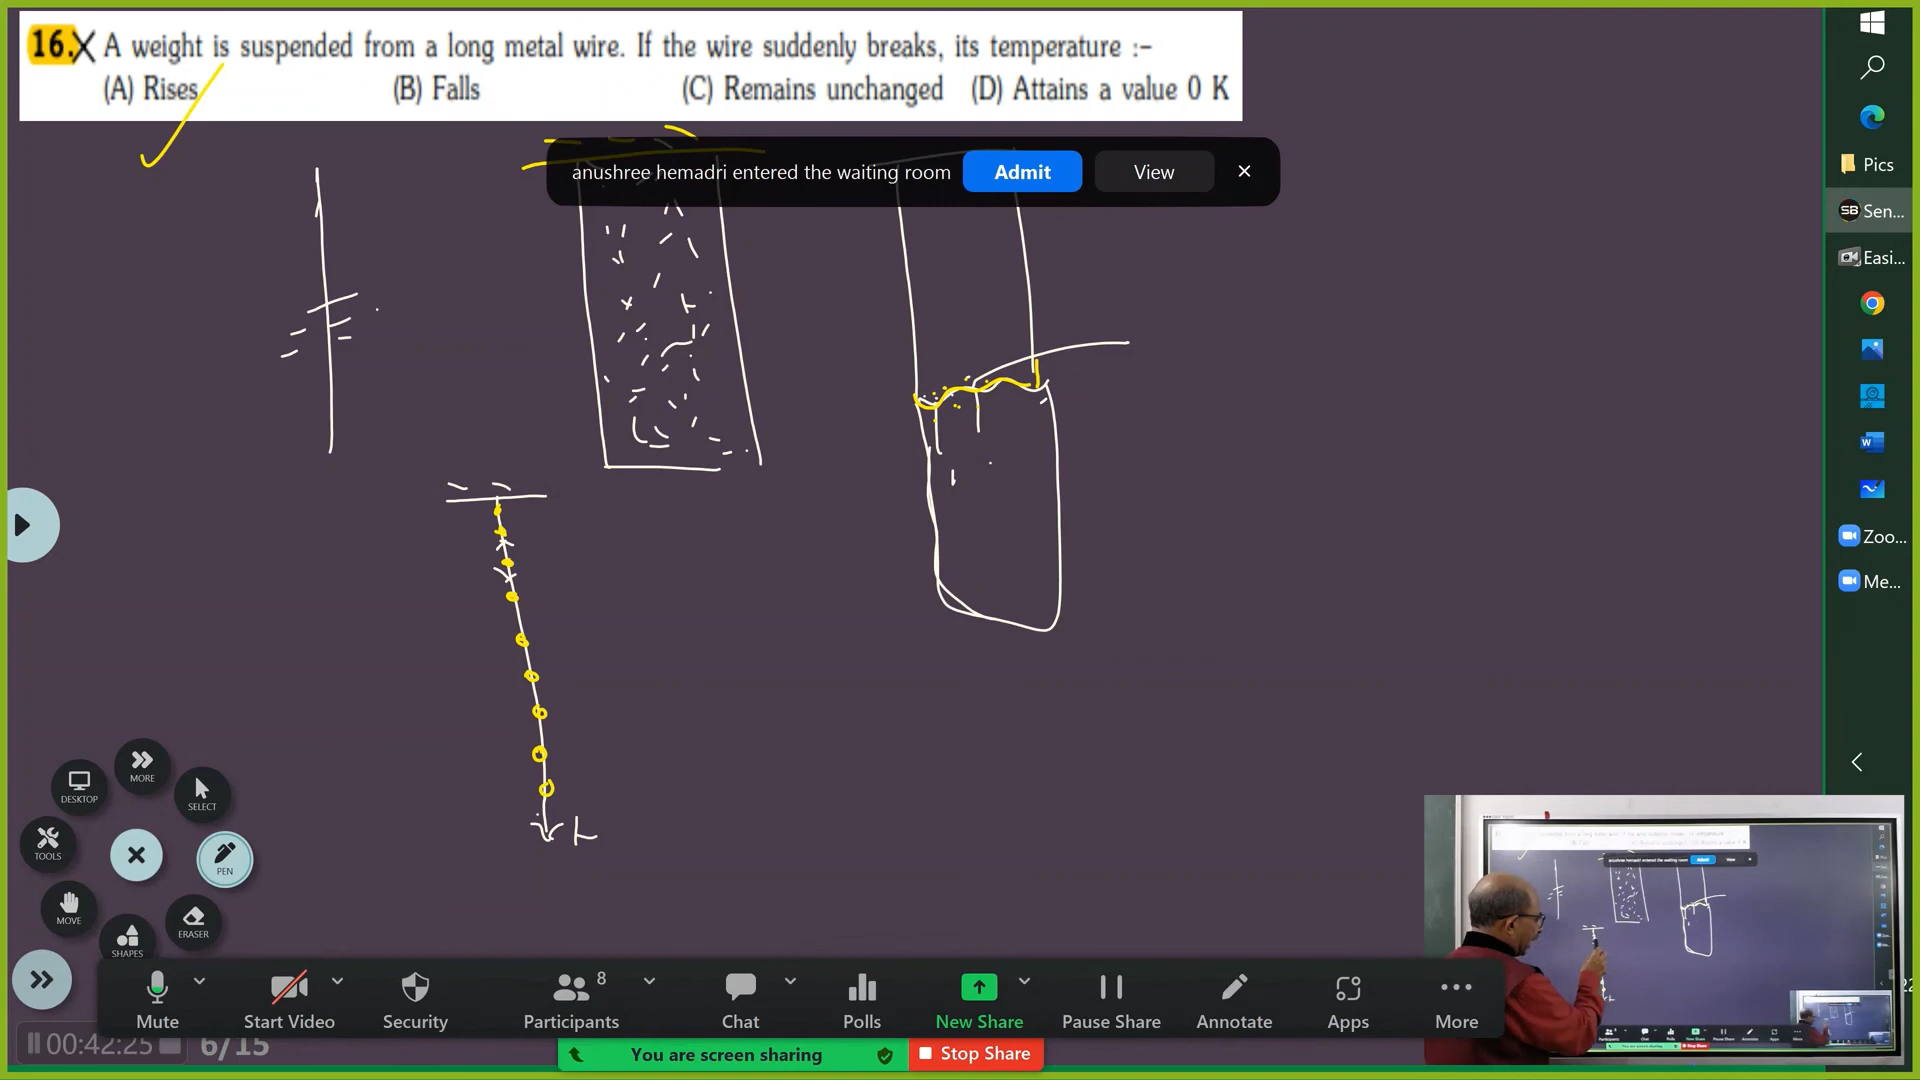 16. A weight is suspended from a long metal wire. If the wire suddenly breaks, its temperature :-
(A) Rises (B) Falls (C) Remains unchanged (D) Attains a value 0 K
anushree hemadri entered the waiting room Admit View
Pics
SB Sen...
Easi...
Zoo...
Me...
MORE
DESKTOP
SELECT
TOOLS
PEN
MOVE
ERASER
SHAPES
8
Mute Start Video Security Participants Chat Polls New Share Pause Share Annotate Apps More
00:42:25 6/15
You are screen sharing Stop Share